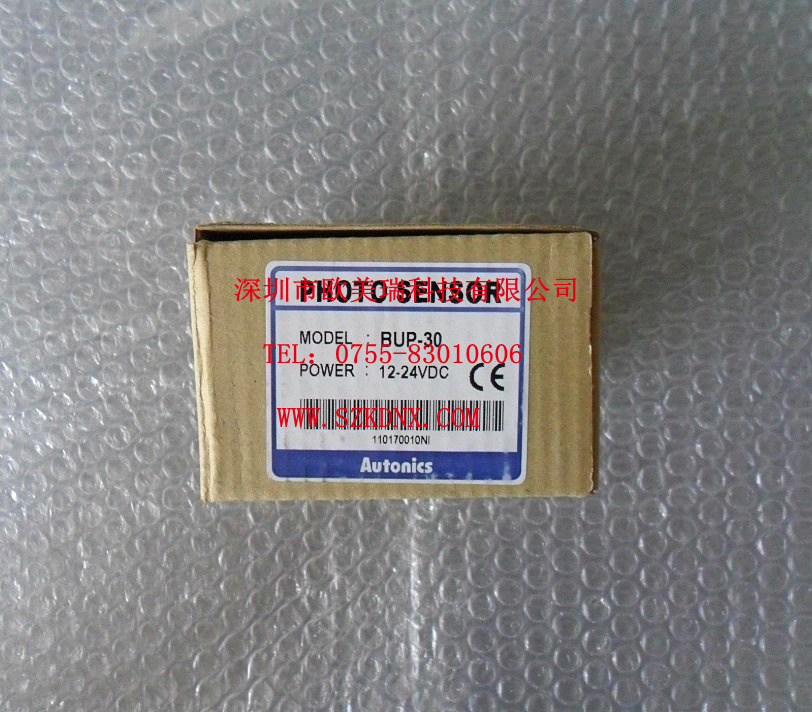 PHOTO SENSOR
深圳市欧美瑞科技有限公司
MODEL : BUP-30
TEL：0755-83010606
POWER : 12-24VDC CE
WWW.SZKDNX.COM
110170010NI
Autonics